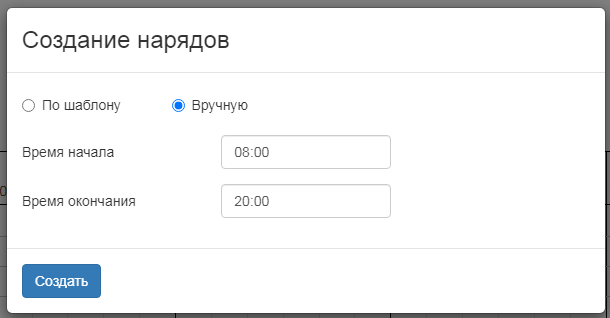 Создание нарядов
По шаблону Вручную
Время начала 08:00
Время окончания 20:00
Создать